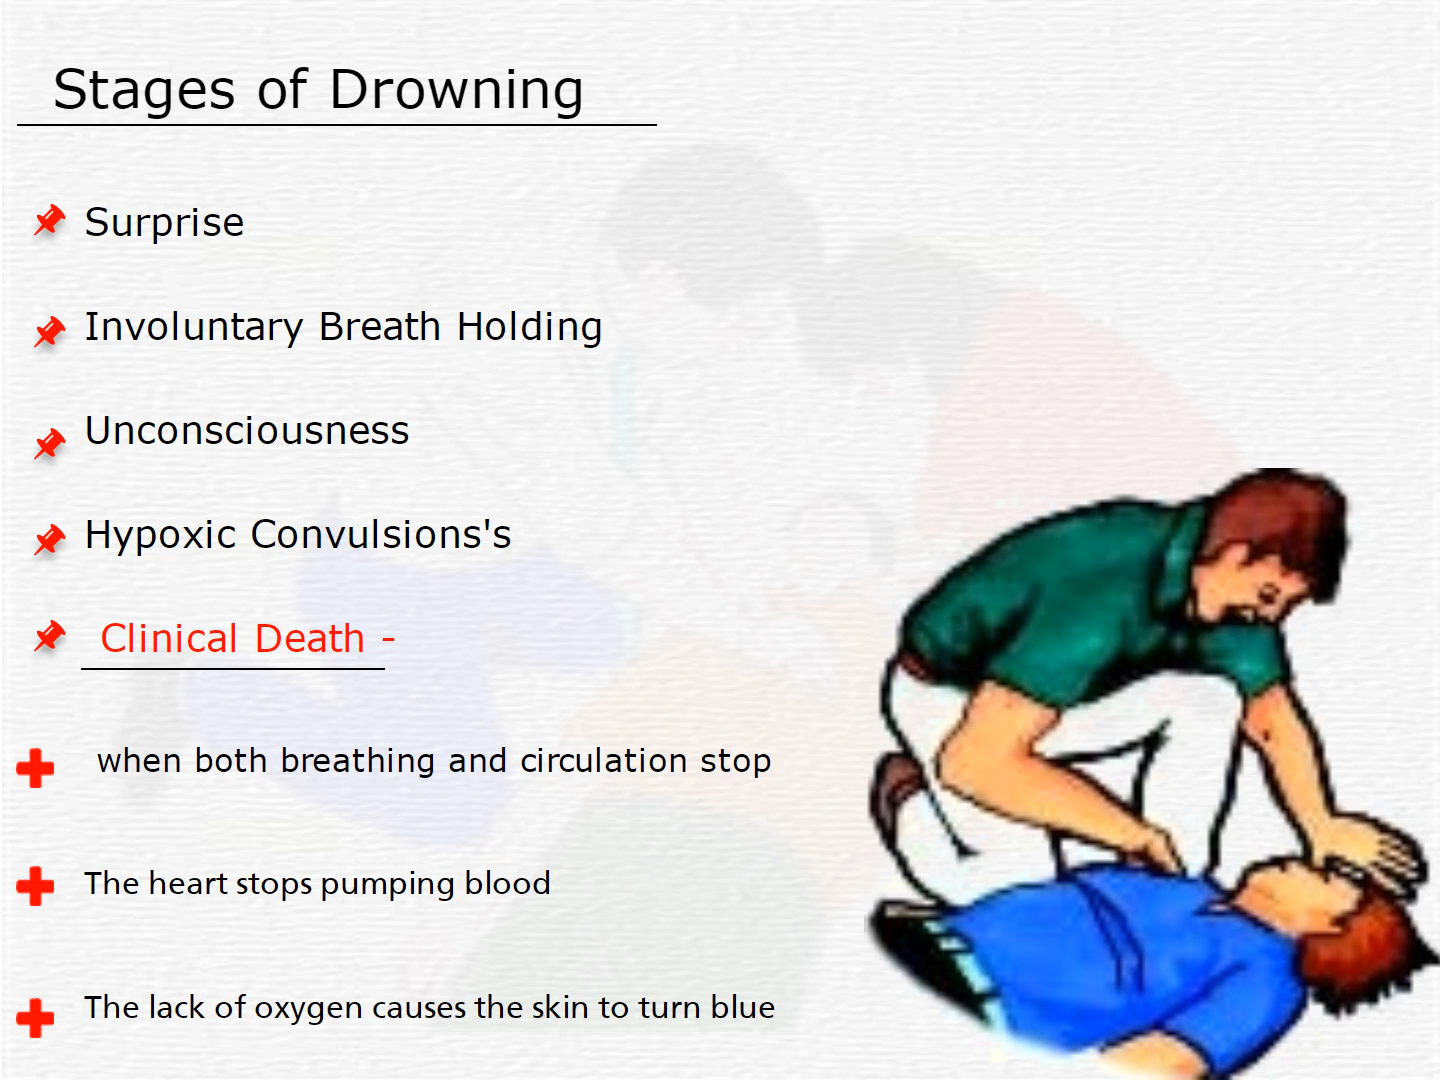 Stages of Drowning
Surprise
Involuntary Breath Holding
Unconsciousness
Hypoxic Convulsions's
Clinical Death -
when both breathing and circulation stop
The heart stops pumping blood
The lack of oxygen causes the skin to turn blue